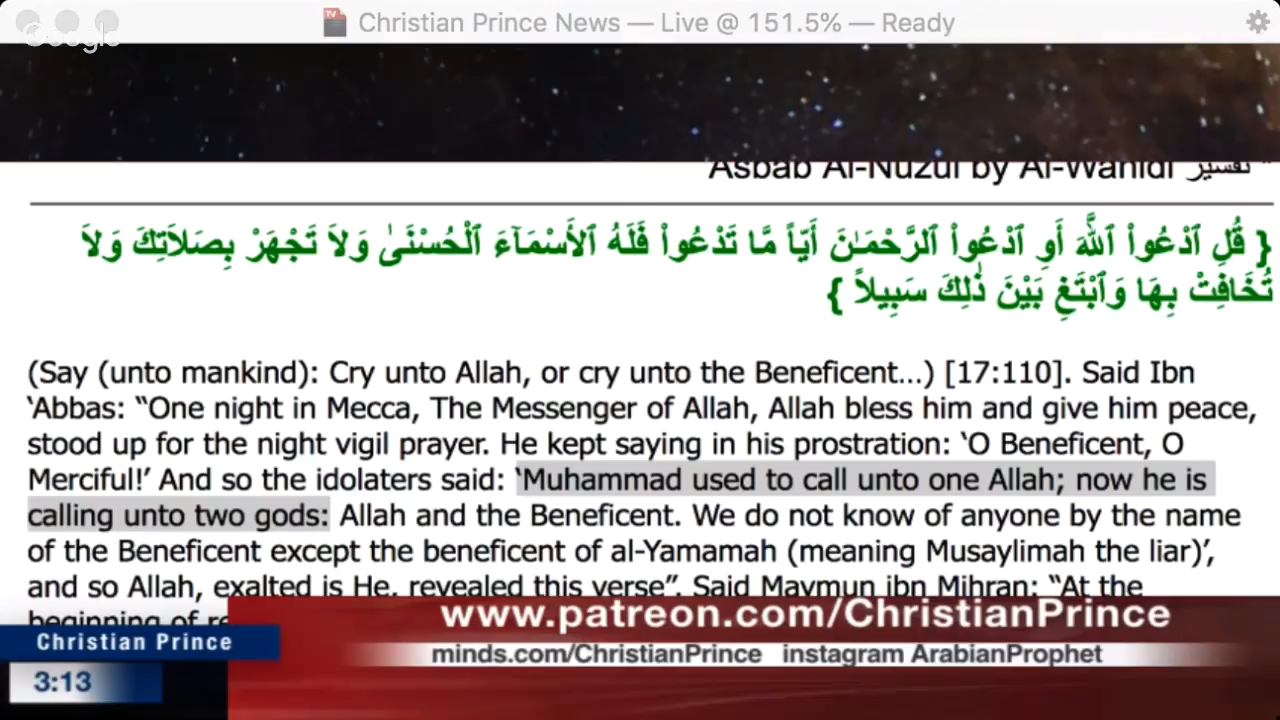 Christian Prince News — Live @ 151.5% — Ready
Google
Asbab Al-Nuzul by Al-Wahidi تفسير *
{ قُلِ ٱدْعُواْ ٱللَّهَ أَوِ ٱدْعُواْ ٱلرَّحْمَـٰنَ أَيّاً مَّا تَدْعُواْ فَلَهُ ٱلأَسْمَآءَ ٱلْحُسْنَىٰ وَلاَ تَجْهَرْ بِصَلاَتِكَ وَلاَ
تُخَافِتْ بِهَا وَٱبْتَغِ بَيْنَ ذٰلِكَ سَبِيلاً }
(Say (unto mankind): Cry unto Allah, or cry unto the Beneficent...) [17:110]. Said Ibn
‘Abbas: “One night in Mecca, The Messenger of Allah, Allah bless him and give him peace,
stood up for the night vigil prayer. He kept saying in his prostration: ‘O Beneficent, O
Merciful!’ And so the idolaters said: ‘Muhammad used to call unto one Allah; now he is
calling unto two gods: Allah and the Beneficent. We do not know of anyone by the name
of the Beneficent except the beneficent of al-Yamamah (meaning Musaylimah the liar)’,
and so Allah, exalted is He, revealed this verse”. Said Maymun ibn Mihran: “At the
beginning of re
www.patreon.com/ChristianPrince
Christian Prince
minds.com/ChristianPrince instagram ArabianProphet
3:13